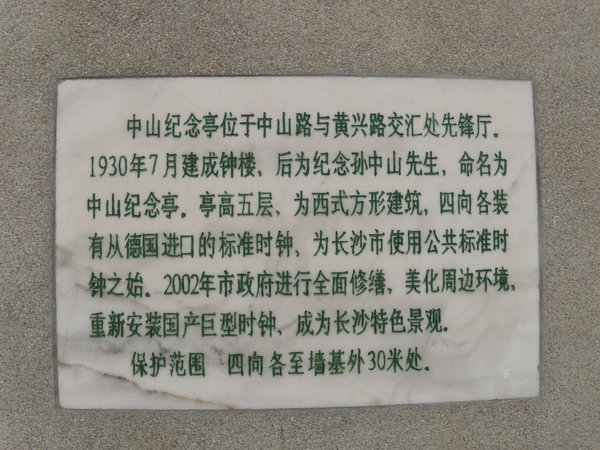 中山纪念亭位于中山路与黄兴路交汇处先锋厅。
1930年7月建成钟楼，后为纪念孙中山先生，命名为
中山纪念亭。亭高五层、为西式方形建筑，四向各装
有从德国进口的标准时钟、为长沙市使用公共标准时
钟之始。2002年市政府进行全面修缮，美化周边环境，
重新安装国产巨型时钟，成为长沙特色景观。
保护范围 四向各至墙基外30米处。
F